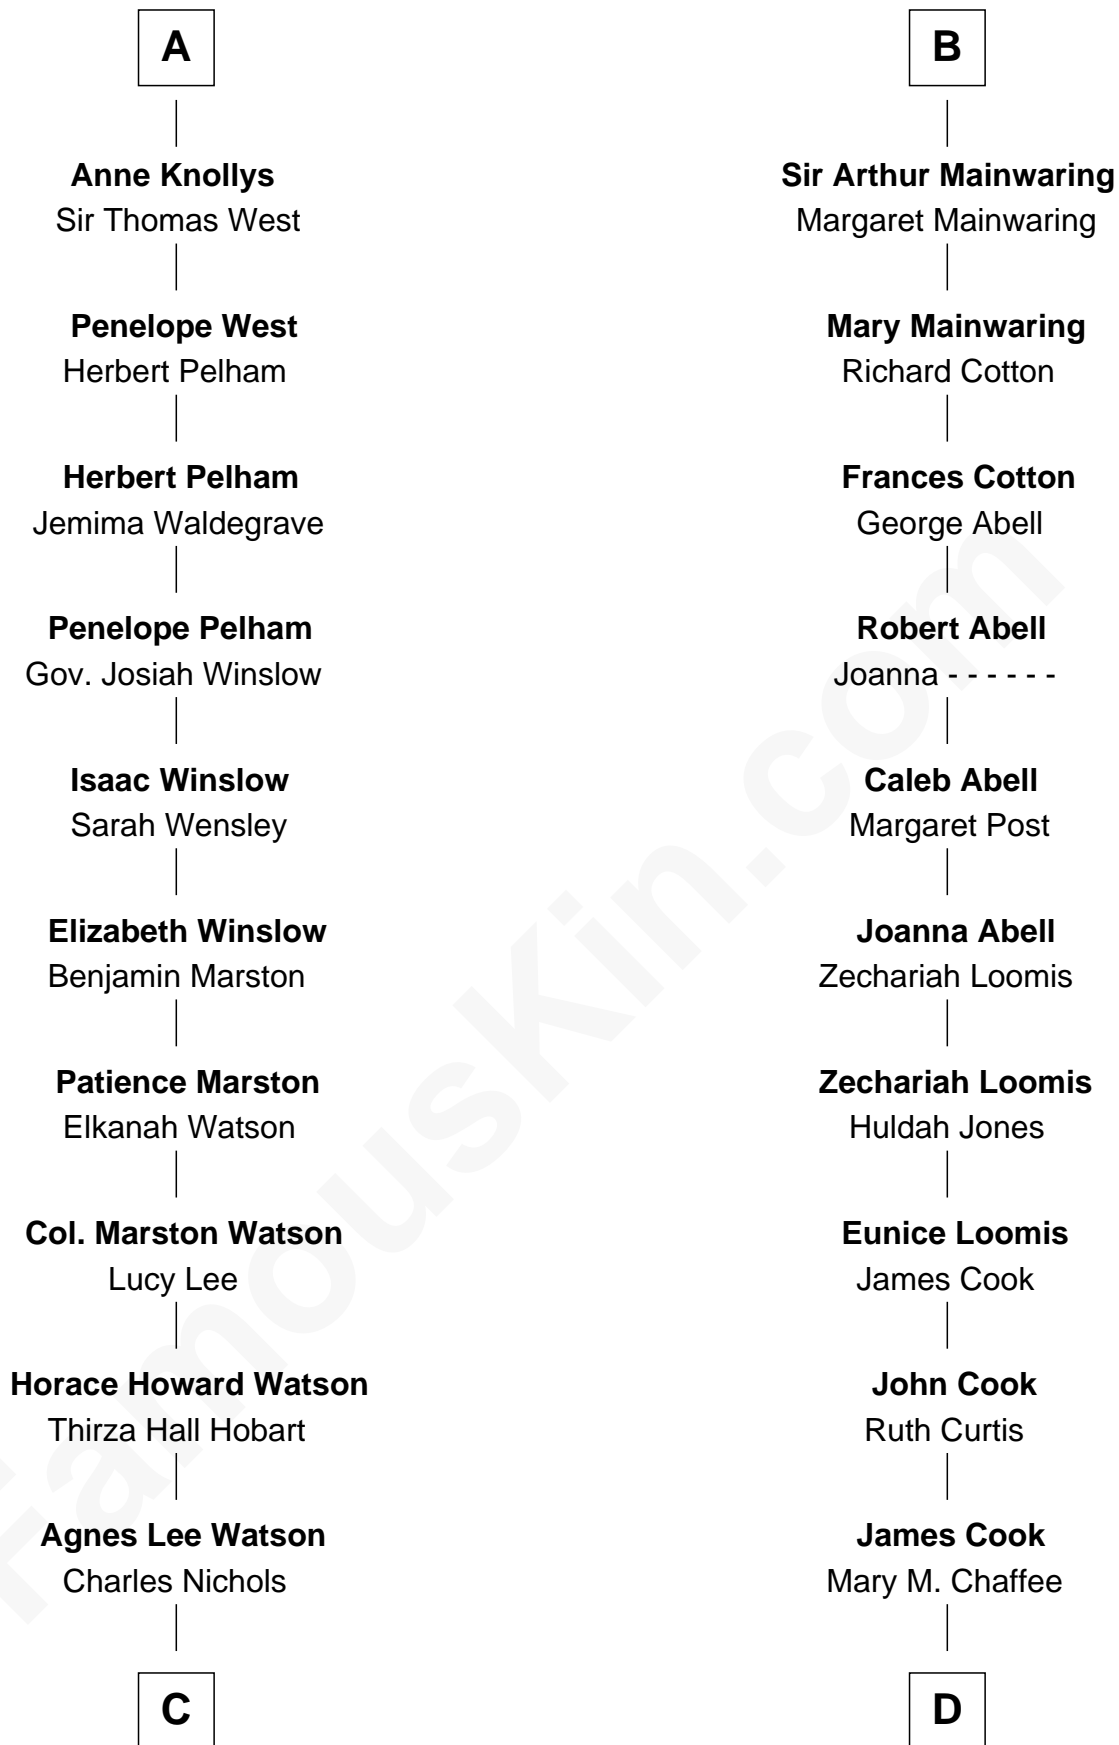 A
Anne Knollys
Sir Thomas West
Penelope West
Herbert Pelham
Herbert Pelham
Jemima Waldegrave
Penelope Pelham
Gov. Josiah Winslow
Isaac Winslow
Sarah Wensley
Elizabeth Winslow
Benjamin Marston
Patience Marston
Elkanah Watson
Col. Marston Watson
Lucy Lee
Horace Howard Watson
Thirza Hall Hobart
Agnes Lee Watson
Charles Nichols
C
B
Sir Arthur Mainwaring
Margaret Mainwaring
Mary Mainwaring
Richard Cotton
Frances Cotton
George Abell
Robert Abell
Joanna - - - - - -
Caleb Abell
Margaret Post
Joanna Abell
Zechariah Loomis
Zechariah Loomis
Huldah Jones
Eunice Loomis
James Cook
John Cook
Ruth Curtis
James Cook
Mary M. Chaffee
D
FamousKin.com